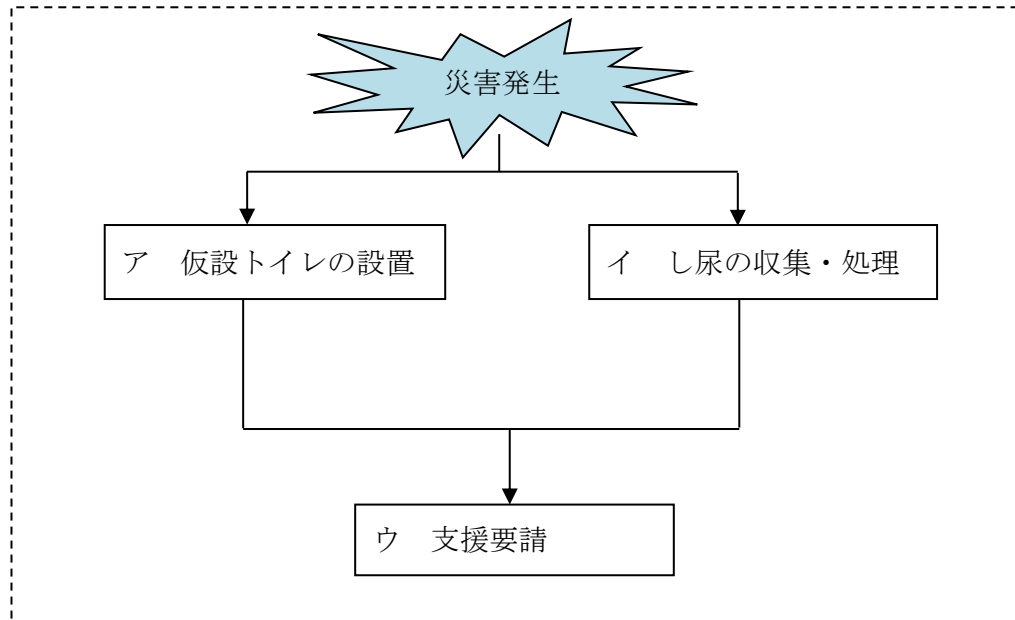 災害発生
ア　仮設トイレの設置
イ　し尿の収集・処理
ウ　支援要請